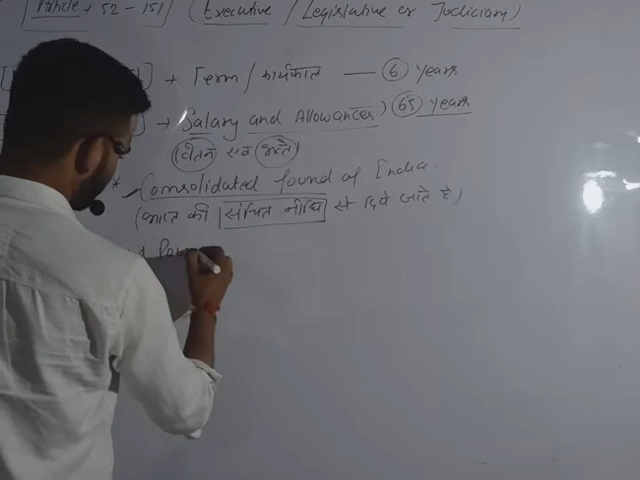 Article, 52-151] (Executive / Legislative or Judiciary)
] → Term / कार्यकाल — 6 years
] → Salary and Allowances) 65 years
वेतन एवं भत्ते
* Consolidated found of India.
(भारत की संचित नीधि से दिये जाते है)